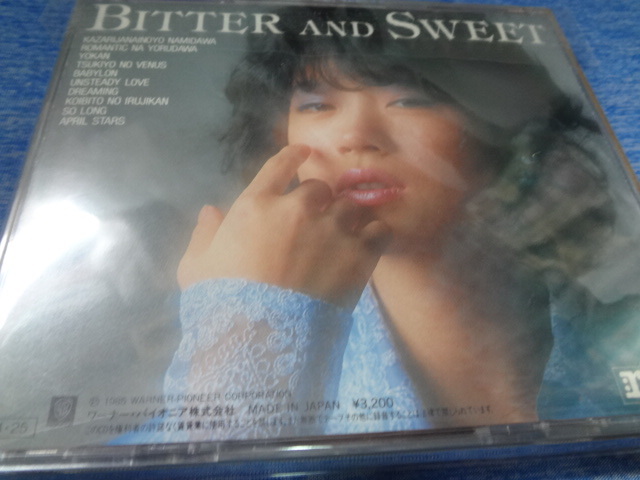 BITTER AND SWEET
KAZARIJANAINOYO NAMIDAWA
ROMANTIC NA YORUDAWA
YOKAN
TSUKIYO NO VENUS
BABYLON
UNSTEADY LOVE
DREAMING
KOIBITO NO IRUJIKAN
SO LONG
APRIL STARS
Ⓟ 1985 WARNER-PIONEER CORPORATION
ワーナー・パイオニア株式会社 MADE IN JAPAN ¥3,200